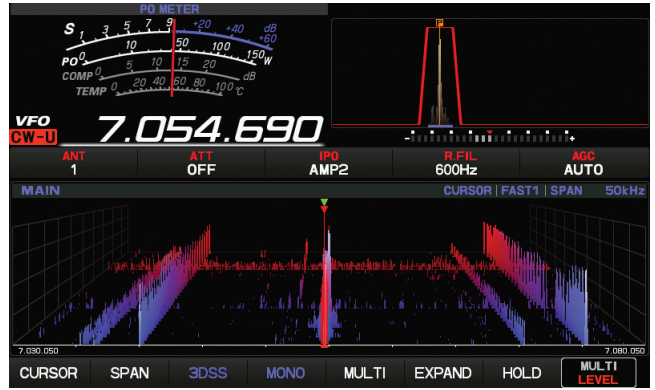 PO METER
S 1 3 5 7 9 +20 +40 +60 dB
PO 0 10 50 100 150 W
COMP 0 5 10 15 20 dB
TEMP 0 20 40 60 80 100 °C
P
VFO
CW-U 7.054.690
- +
ANT ATT IPO R.FIL AGC
1 OFF AMP2 600Hz AUTO
MAIN CURSOR | FAST1 | SPAN 50kHz
7.030.050 7.080.050
CURSOR SPAN 3DSS MONO MULTI EXPAND HOLD MULTI
LEVEL